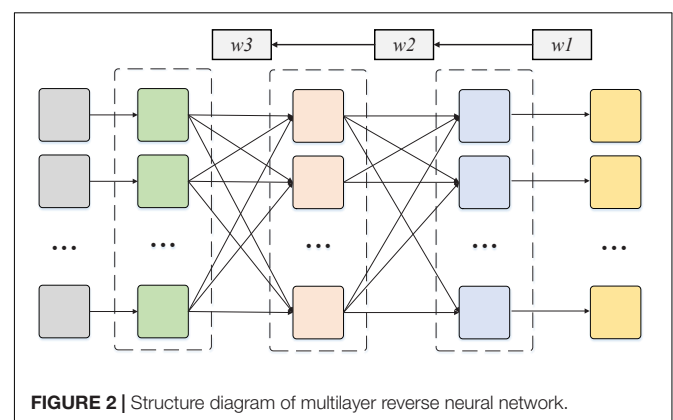 w3 w2 w1
...
... ... ... ...
FIGURE 2 | Structure diagram of multilayer reverse neural network.